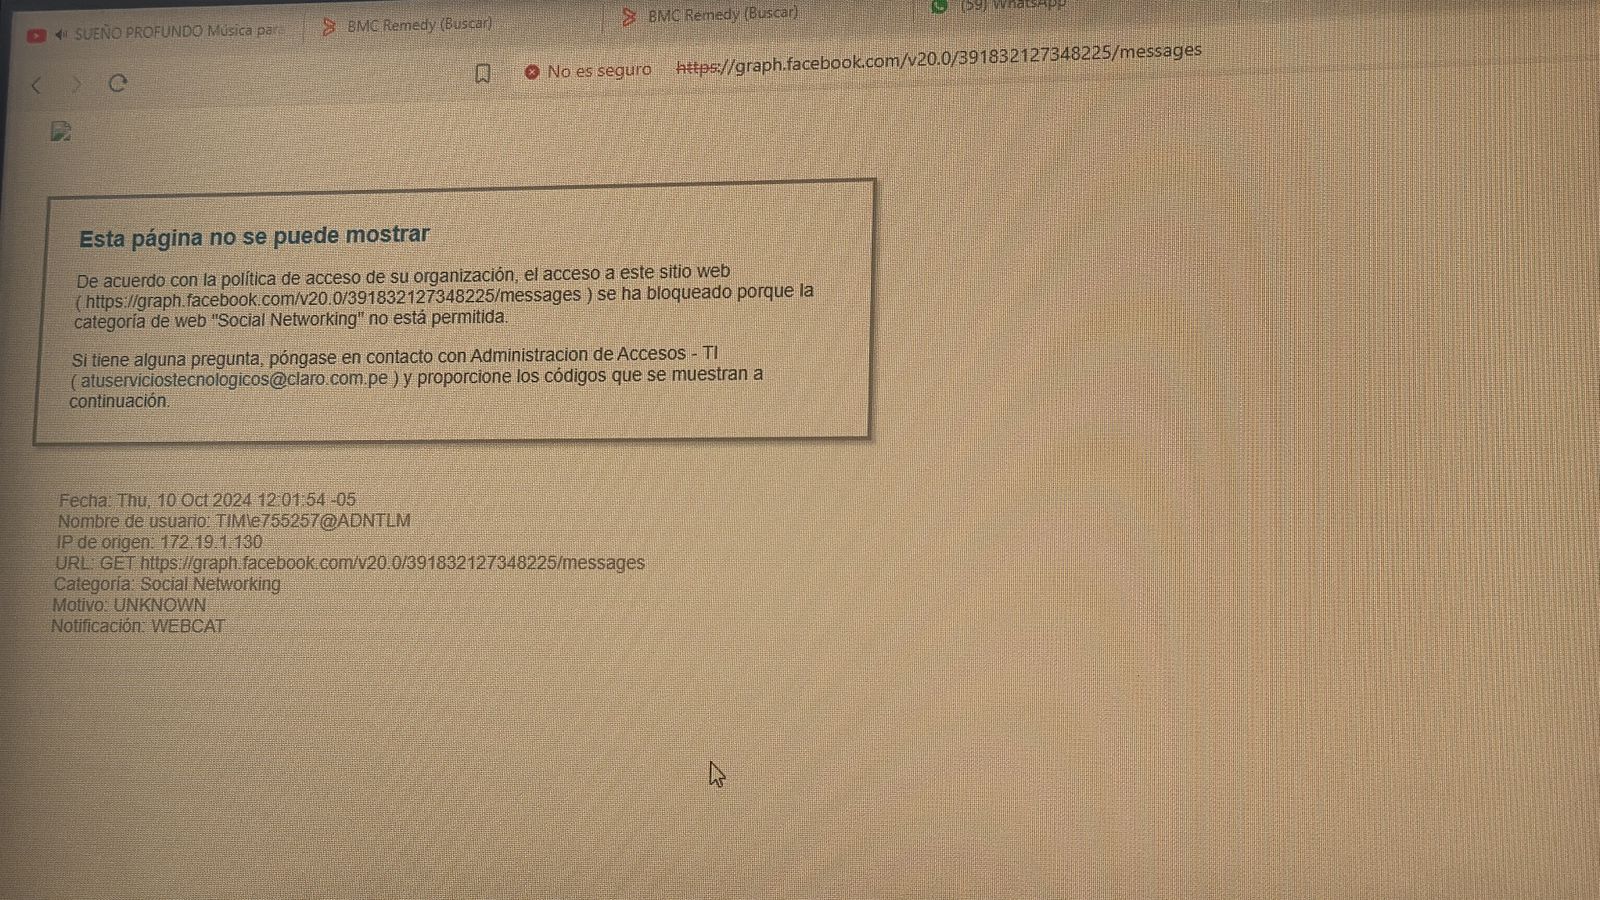 SUEÑO PROFUNDO Música para
BMC Remedy (Buscar)
BMC Remedy (Buscar)
(59) WhatsApp
No es seguro https://graph.facebook.com/v20.0/391832127348225/messages
Esta página no se puede mostrar
De acuerdo con la política de acceso de su organización, el acceso a este sitio web
( https://graph.facebook.com/v20.0/391832127348225/messages ) se ha bloqueado porque la
categoría de web "Social Networking" no está permitida.
Si tiene alguna pregunta, póngase en contacto con Administracion de Accesos - TI
( atuserviciostecnologicos@claro.com.pe ) y proporcione los códigos que se muestran a
continuación.
Fecha: Thu, 10 Oct 2024 12:01:54 -05
Nombre de usuario: TIM\e755257@ADNTLM
IP de origen: 172.19.1.130
URL: GET https://graph.facebook.com/v20.0/391832127348225/messages
Categoría: Social Networking
Motivo: UNKNOWN
Notificación: WEBCAT